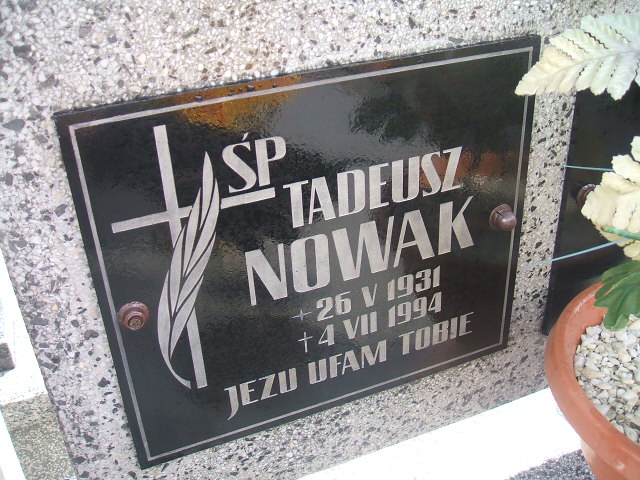 ŚP
TADEUSZ
NOWAK
26 V 1931
† 4 VII 1994
JEZU UFAM TOBIE